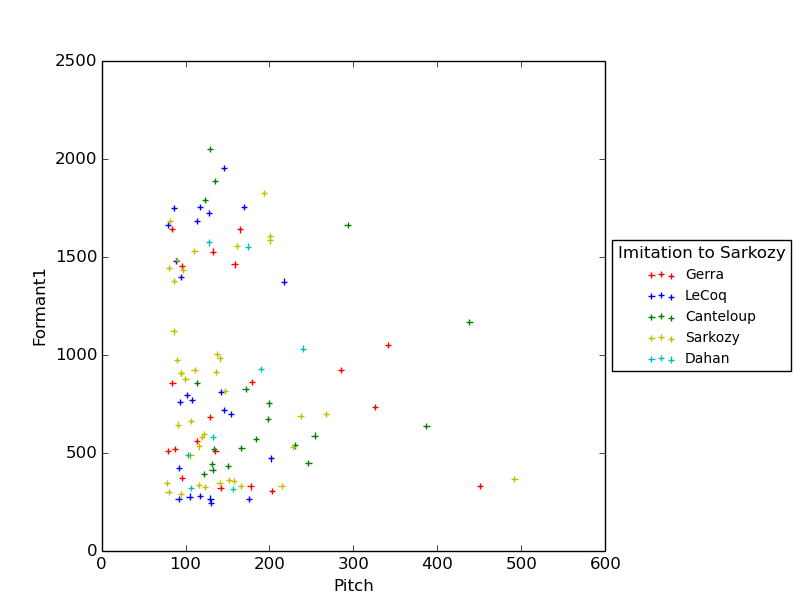 2500
2000
1500
1000
500
0
Formant1
0 100 200 300 400 500 600
Pitch
Imitation to Sarkozy
Gerra
LeCoq
Canteloup
Sarkozy
Dahan